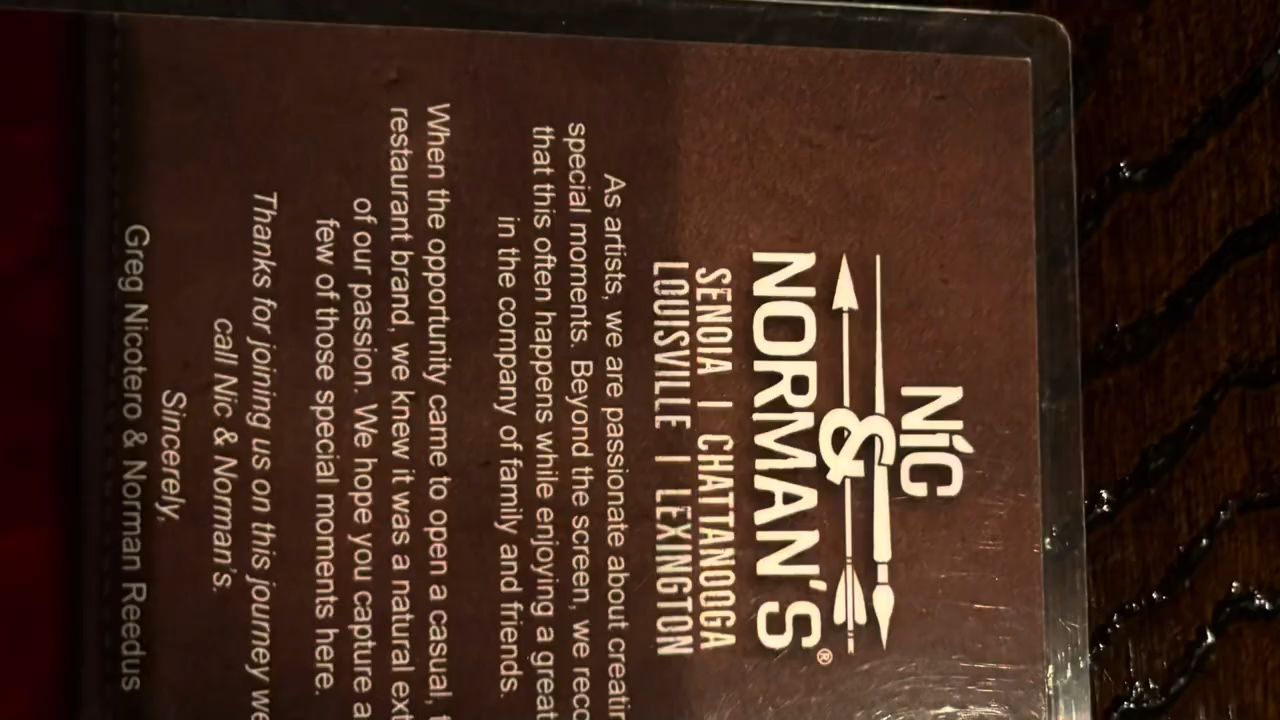 NIC
&
NORMAN'S®
SENOIA | CHATTANOOGA
LOUISVILLE | LEXINGTON
As artists, we are passionate about
special moments. Beyond the screen, we
that this often happens while enjoying a great
in the company of family and friends.
When the opportunity came to open a casual,
restaurant brand, we knew it was a natural
of our passion. We hope you capture a
few of those special moments here.
Thanks for joining us on this journey we
call Nic & Norman's.
Sincerely,
Greg Nicotero & Norman Reedus